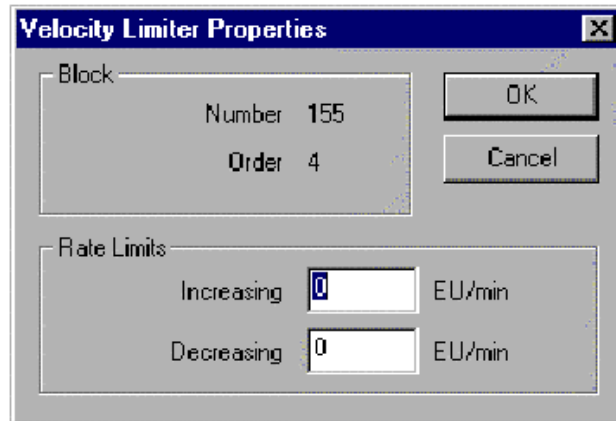 Velocity Limiter Properties
Block
Number 155
Order 4
OK
Cancel
Rate Limits
Increasing 0 EU/min
Decreasing 0 EU/min